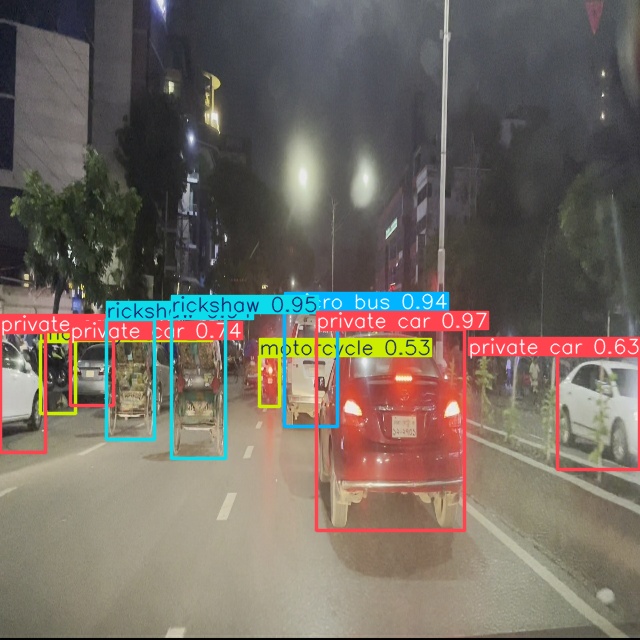 ro bus 0.94
rickshaw 0.95
ricksh
private car 0.97
private
private car 0.74
motorcycle 0.53
private car 0.63